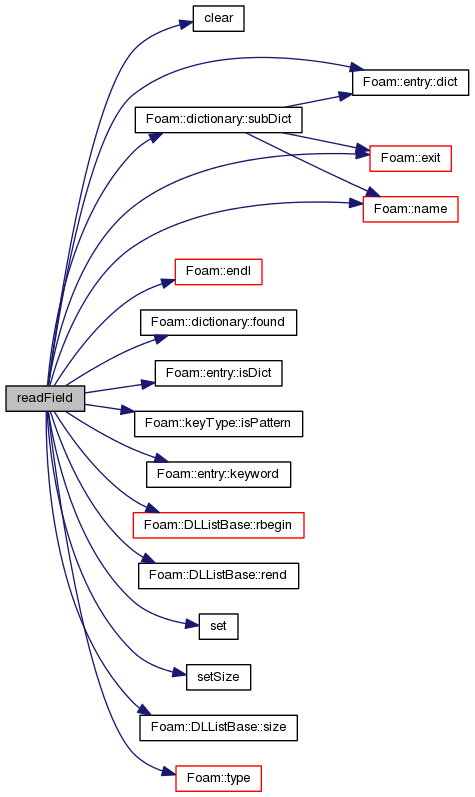 clear
Foam::entry::dict
Foam::dictionary::subDict
Foam::exit
Foam::name
Foam::endl
Foam::dictionary::found
Foam::entry::isDict
readField
Foam::keyType::isPattern
Foam::entry::keyword
Foam::DLListBase::rbegin
Foam::DLListBase::rend
set
setSize
Foam::DLListBase::size
Foam::type